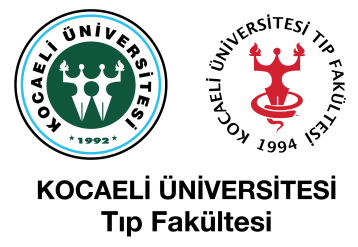 KOCAELİ ÜNİVERSİTESİ
* 1992 *
KOCAELİ ÜNİVERSİTESİ TIP FAKÜLTESİ
1994
KOCAELİ ÜNİVERSİTESİ
Tıp Fakültesi